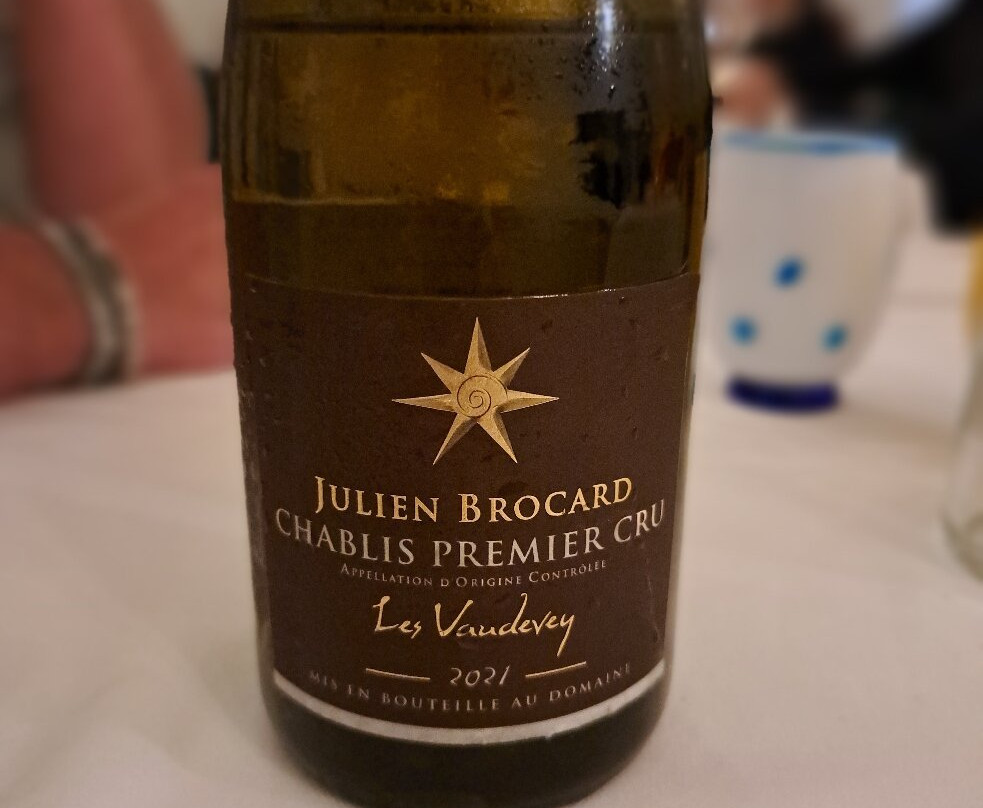 JULIEN BROCARD
CHABLIS PREMIER CRU
APPELLATION D'ORIGINE CONTRÔLÉE
Les Vaudevey
2021
MIS EN BOUTEILLE AU DOMAINE